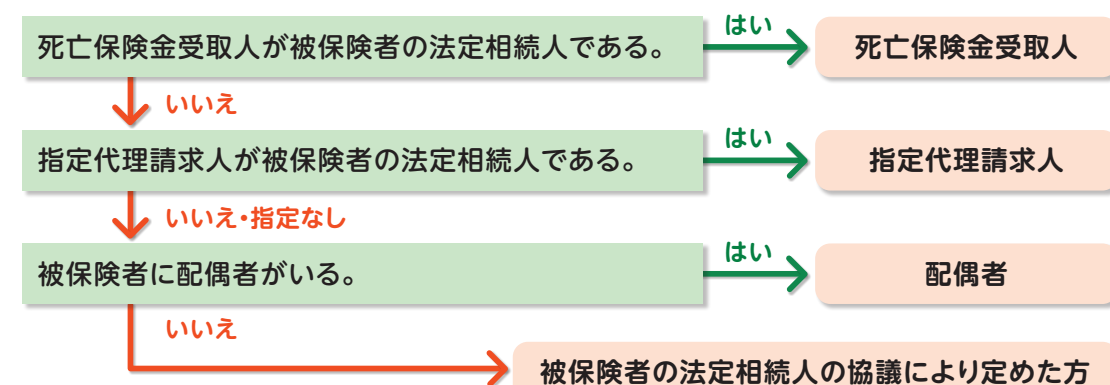 死亡保険金受取人が被保険者の法定相続人である。
はい
死亡保険金受取人
いいえ
指定代理請求人が被保険者の法定相続人である。
はい
指定代理請求人
いいえ・指定なし
被保険者に配偶者がいる。
はい
配偶者
いいえ
被保険者の法定相続人の協議により定めた方